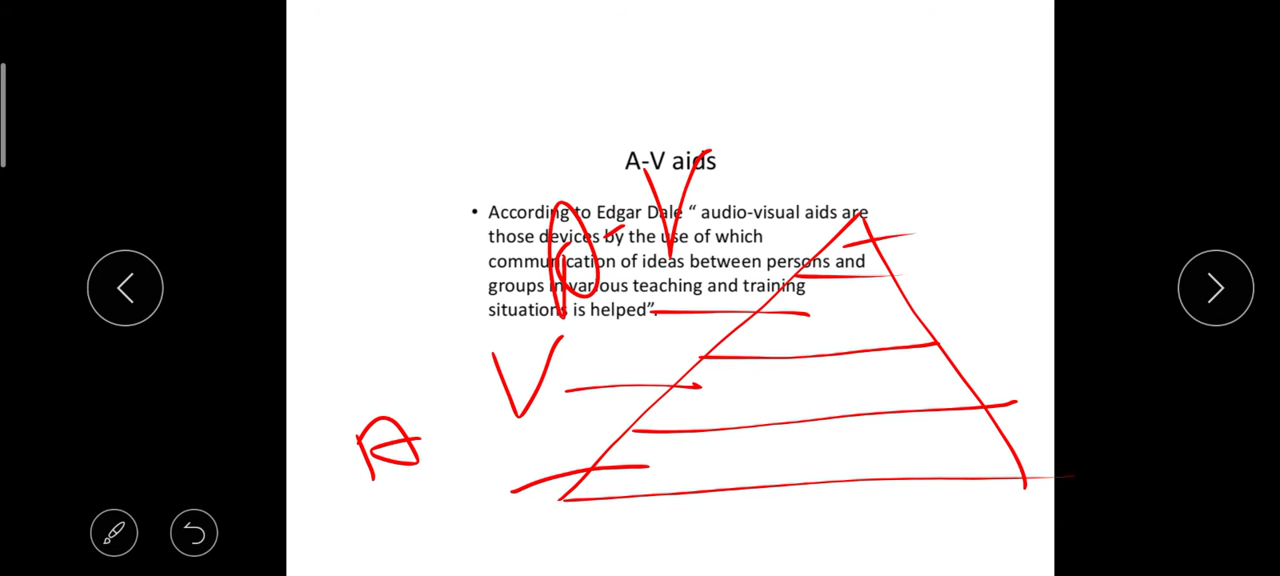 A-V aids
• According to Edgar Dale “ audio-visual aids are
those devices by the use of which
communication of ideas between persons and
groups in various teaching and training
situations is helped”.
A - V
V
A